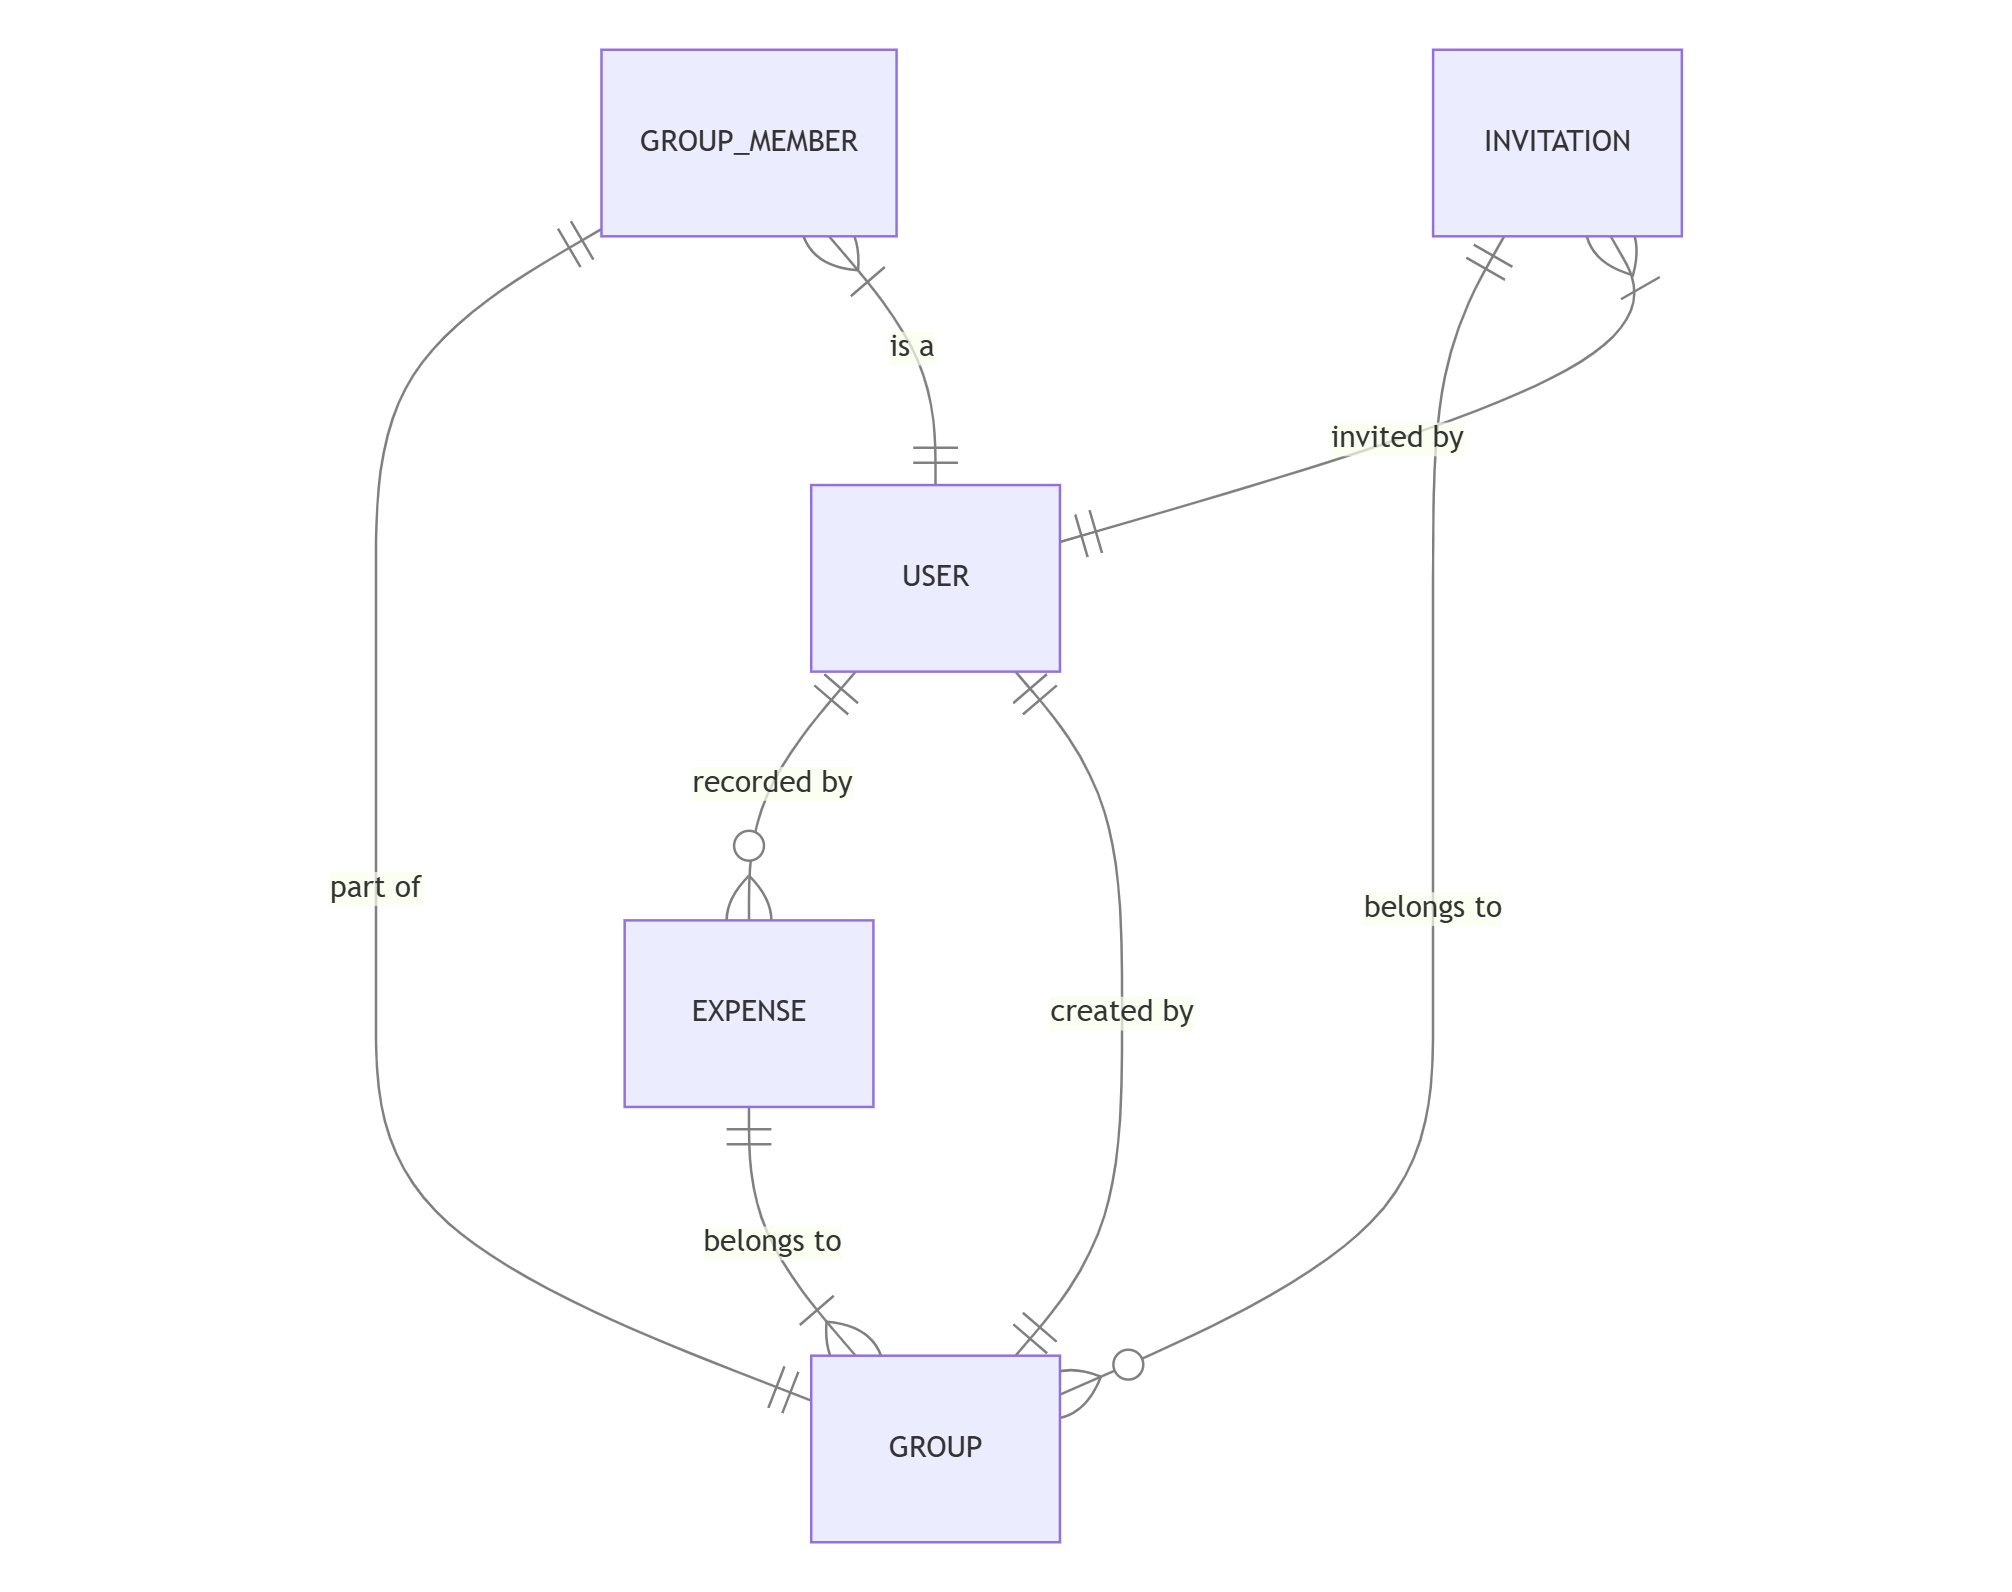 GROUP_MEMBER
INVITATION
is a
invited by
USER
recorded by
part of
belongs to
EXPENSE
created by
belongs to
GROUP